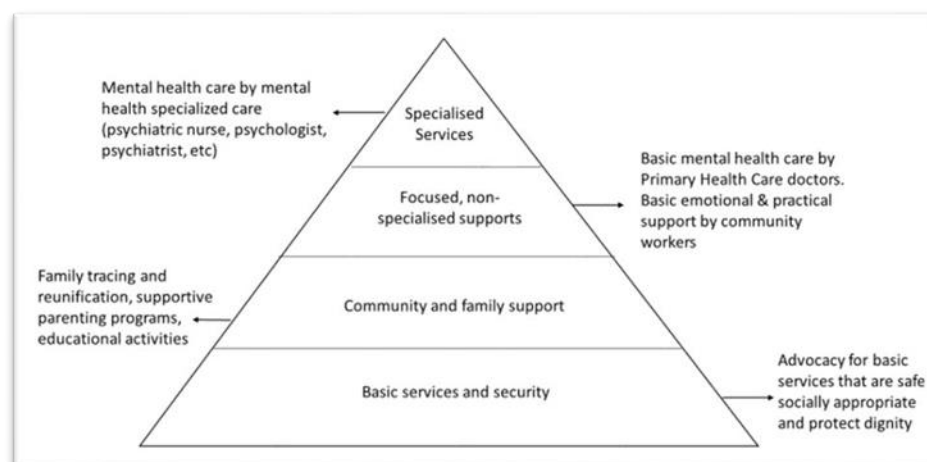 Mental health care by mental
health specialized care
(psychiatric nurse, psychologist,
psychiatrist, etc)
Specialised
Services
Basic mental health care by
Primary Health Care doctors.
Basic emotional & practical
support by community
workers
Focused, non-
specialised supports
Family tracing and
reunification, supportive
parenting programs,
educational activities
Community and family support
Advocacy for basic
services that are safe
socially appropriate
and protect dignity
Basic services and security